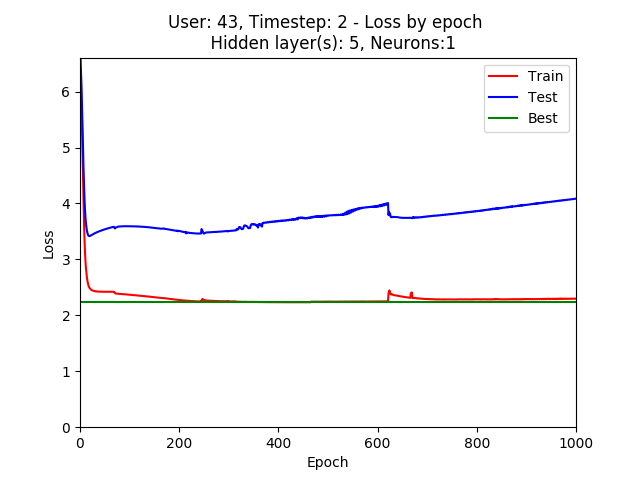 User: 43, Timestep: 2 - Loss by epoch
Hidden layer(s): 5, Neurons:1
Train
Test
Best
6
5
4
3
2
1
0
Loss
0
200
400
600
800
1000
Epoch